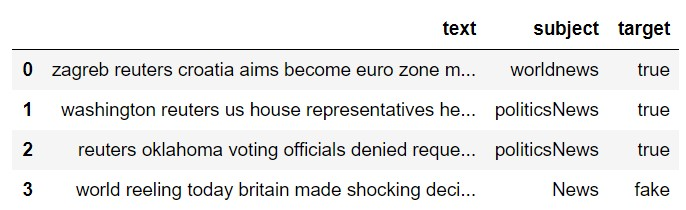 text subject target
0 zagreb reuters croatia aims become euro zone m... worldnews true
1 washington reuters us house representatives he... politicsNews true
2 reuters oklahoma voting officials denied reque... politicsNews true
3 world reeling today britain made shocking deci... News fake